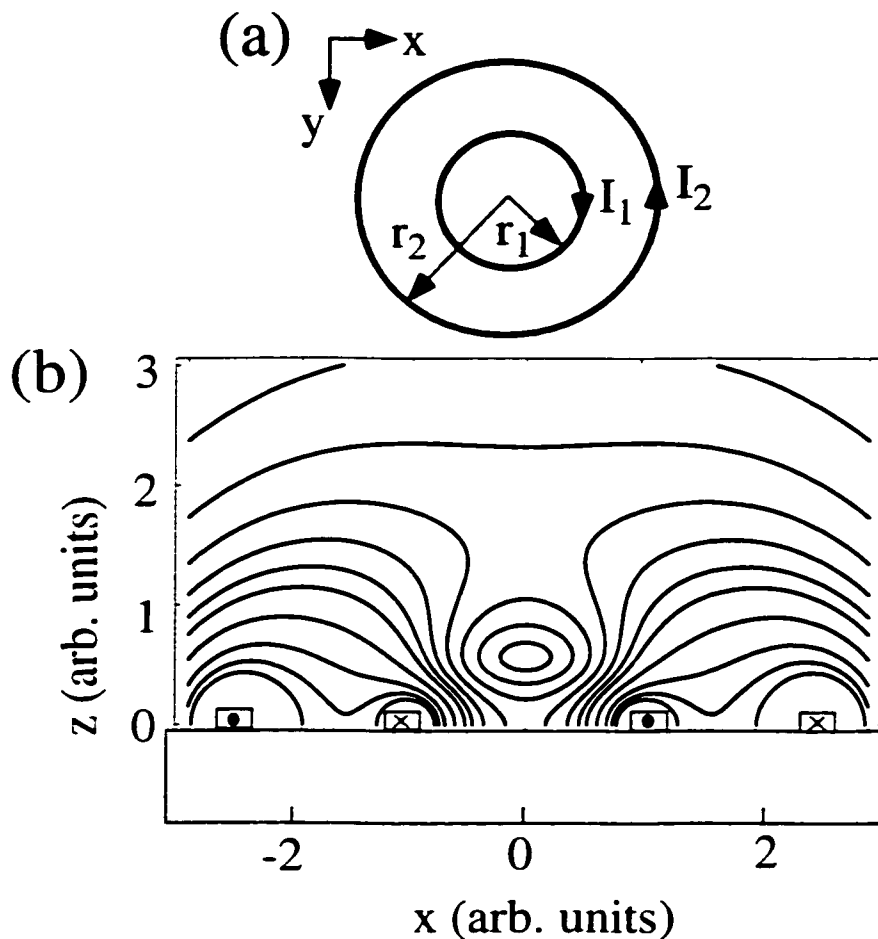 (a)
x
y
I1
I2
r2
r1
(b)
3
2
1
0
z (arb. units)
-2
0
2
x (arb. units)